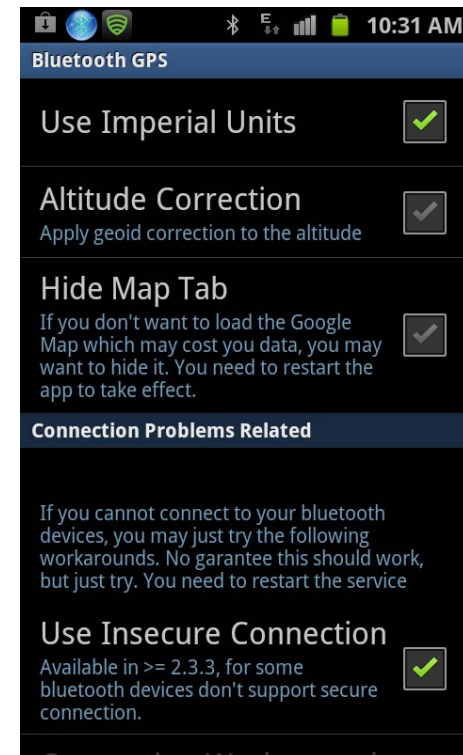 10:31 AM
Bluetooth GPS
Use Imperial Units
Altitude Correction
Apply geoid correction to the altitude
Hide Map Tab
If you don't want to load the Google
Map which may cost you data, you may
want to hide it. You need to restart the
app to take effect.
Connection Problems Related
If you cannot connect to your bluetooth
devices, you may just try the following
workarounds. No garantee this should work,
but just try. You need to restart the service
Use Insecure Connection
Available in >= 2.3.3, for some
bluetooth devices don't support secure
connection.